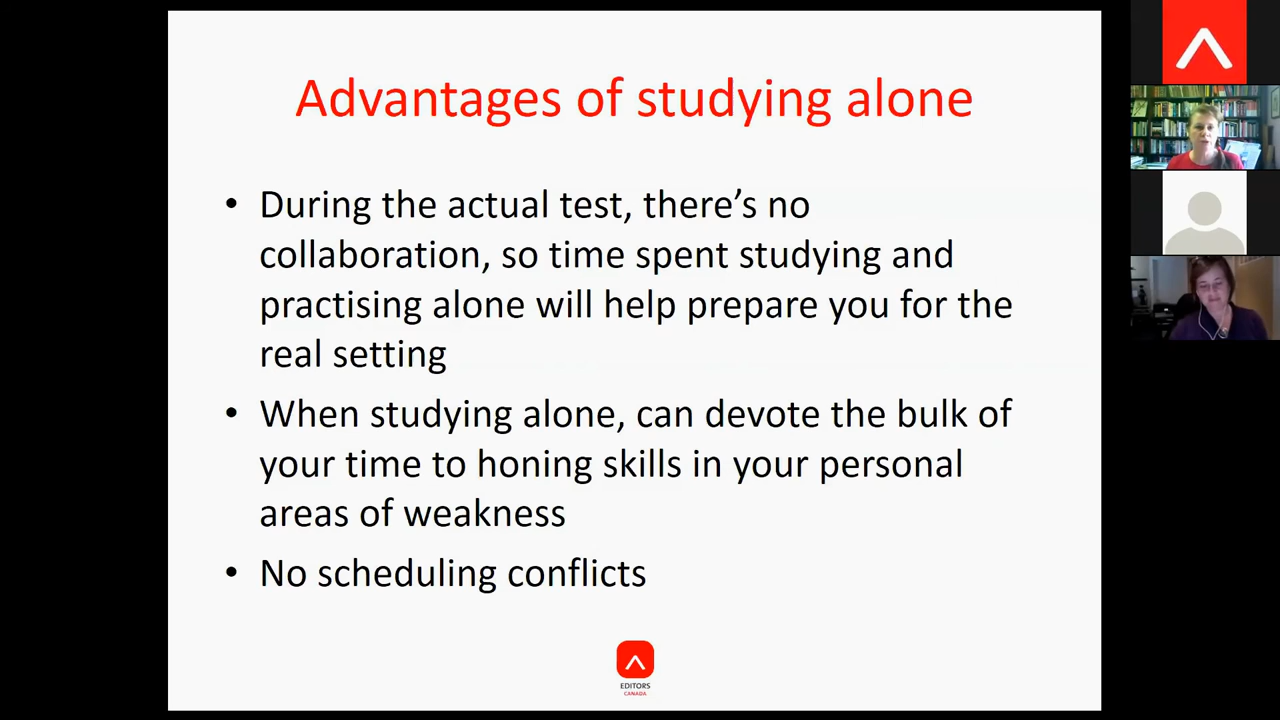 Advantages of studying alone
• During the actual test, there’s no
collaboration, so time spent studying and
practising alone will help prepare you for the
real setting
• When studying alone, can devote the bulk of
your time to honing skills in your personal
areas of weakness
• No scheduling conflicts
EDITORS
CANADA